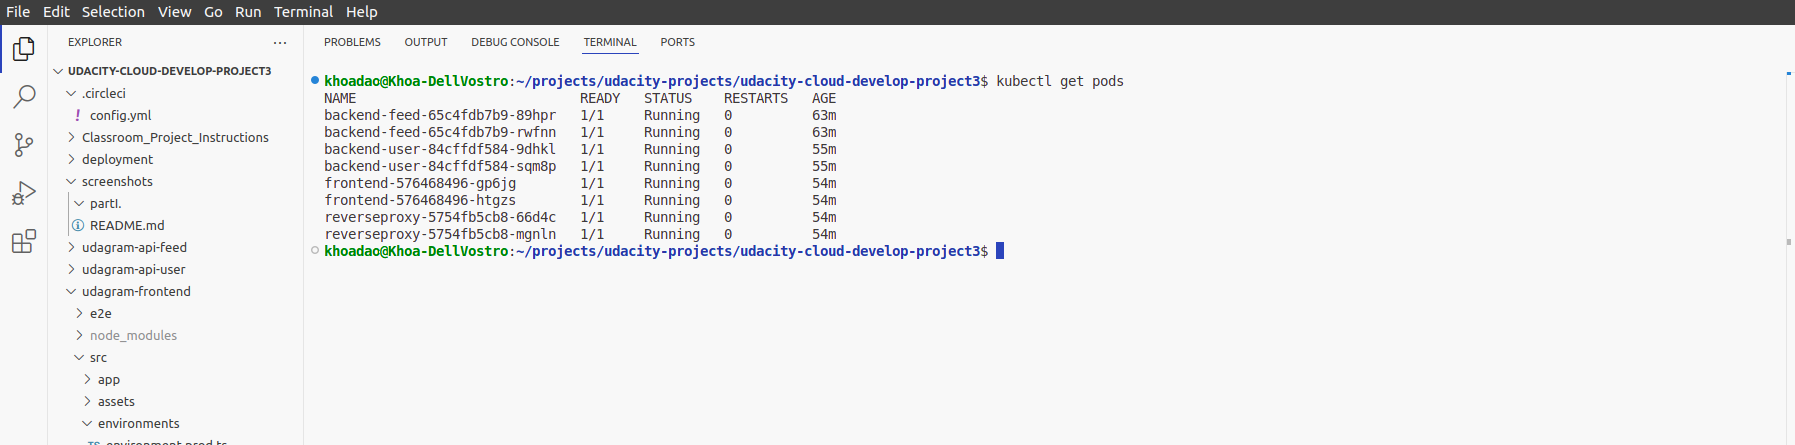 File Edit Selection View Go Run Terminal Help
EXPLORER ···
UDACITY-CLOUD-DEVELOP-PROJECT3
.circleci
! config.yml
Classroom_Project_Instructions
deployment
screenshots
partI.
README.md
udagram-api-feed
udagram-api-user
udagram-frontend
e2e
node_modules
src
app
assets
environments
TS environment.prod.ts
PROBLEMS OUTPUT DEBUG CONSOLE TERMINAL PORTS
khoadao@Khoa-DellVostro:~/projects/udacity-projects/udacity-cloud-develop-project3$ kubectl get pods
NAME READY STATUS RESTARTS AGE
backend-feed-65c4fdb7b9-89hpr 1/1 Running 0 63m
backend-feed-65c4fdb7b9-rwfnn 1/1 Running 0 63m
backend-user-84cffdf584-9dhkl 1/1 Running 0 55m
backend-user-84cffdf584-sqm8p 1/1 Running 0 55m
frontend-576468496-gp6jg 1/1 Running 0 54m
frontend-576468496-htgzs 1/1 Running 0 54m
reverseproxy-5754fb5cb8-66d4c 1/1 Running 0 54m
reverseproxy-5754fb5cb8-mgnln 1/1 Running 0 54m
khoadao@Khoa-DellVostro:~/projects/udacity-projects/udacity-cloud-develop-project3$